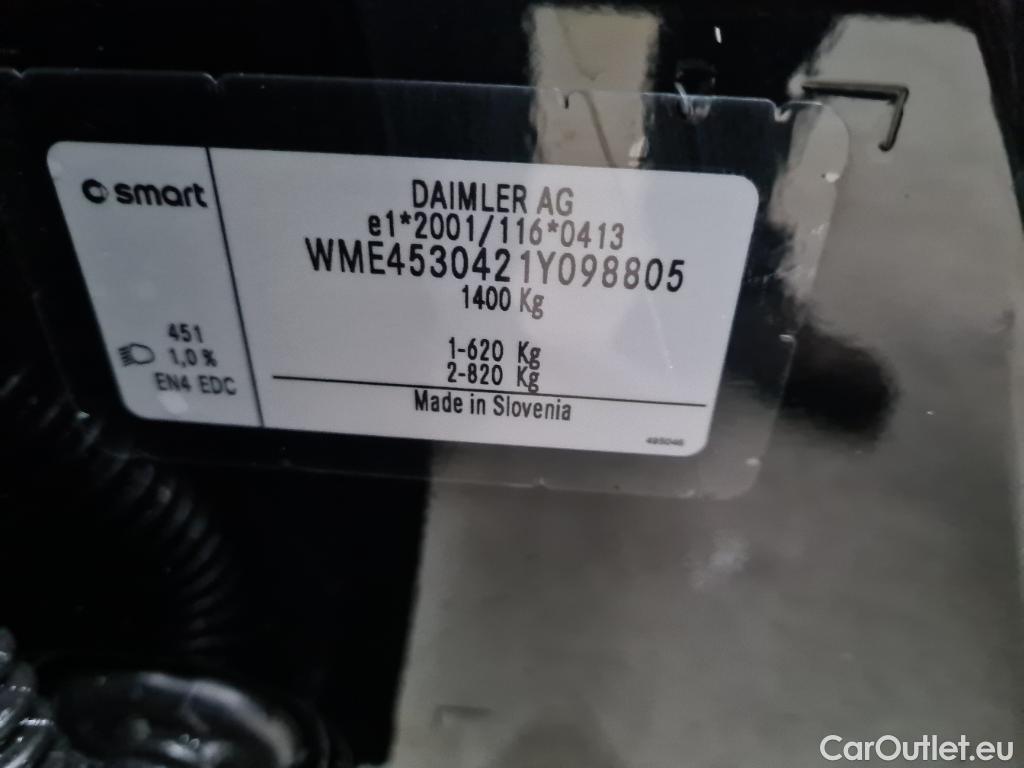 smart
DAIMLER AG
e1*2001/116*0413
WME4530421Y098805
1400 Kg
1-620 Kg
2-820 Kg
Made in Slovenia
451
1,0 %
EN4 EDC
495046
CarOutlet.eu